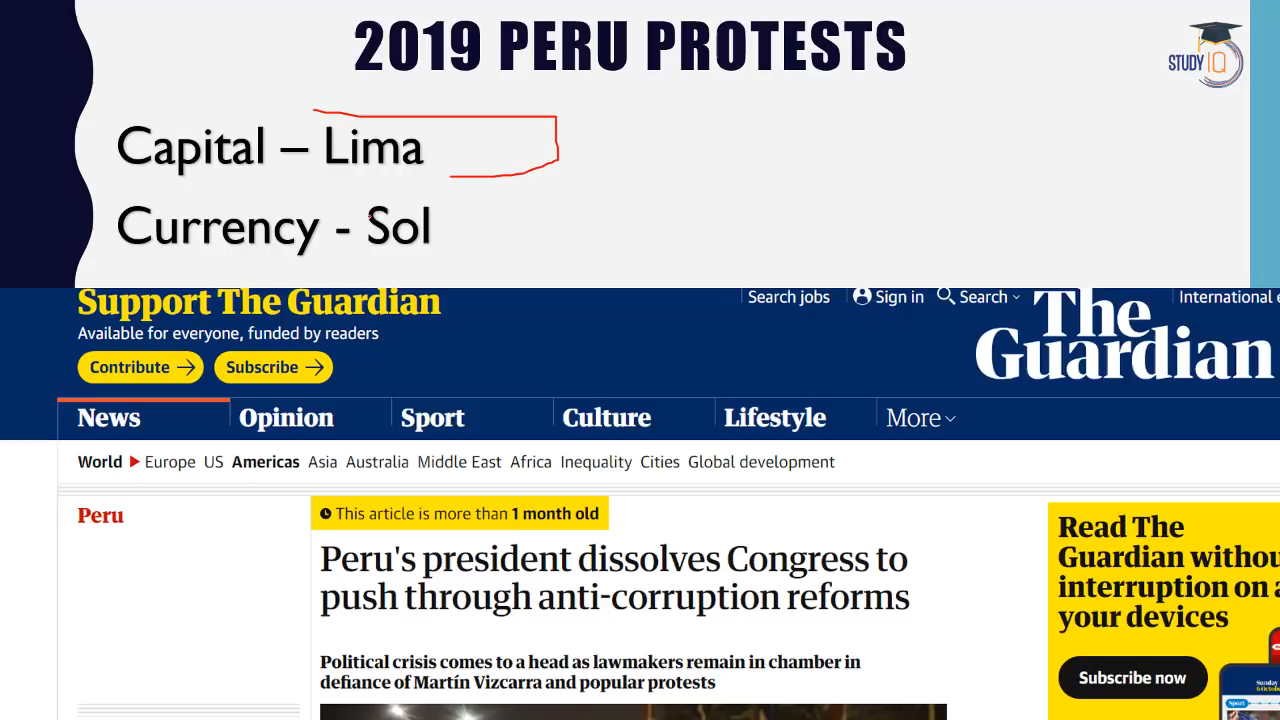 2019 PERU PROTESTS
STUDY IQ
Capital – Lima
Currency - Sol
Support The Guardian
Available for everyone, funded by readers
Contribute → Subscribe →
Search jobs Sign in Search International
The Guardian
News Opinion Sport Culture Lifestyle More
World ▶ Europe US Americas Asia Australia Middle East Africa Inequality Cities Global development
Peru
This article is more than 1 month old
Peru's president dissolves Congress to
push through anti-corruption reforms
Political crisis comes to a head as lawmakers remain in chamber in
defiance of Martín Vizcarra and popular protests
Read The
Guardian withou
interruption on a
your devices
Subscribe now
Sunday
Sport